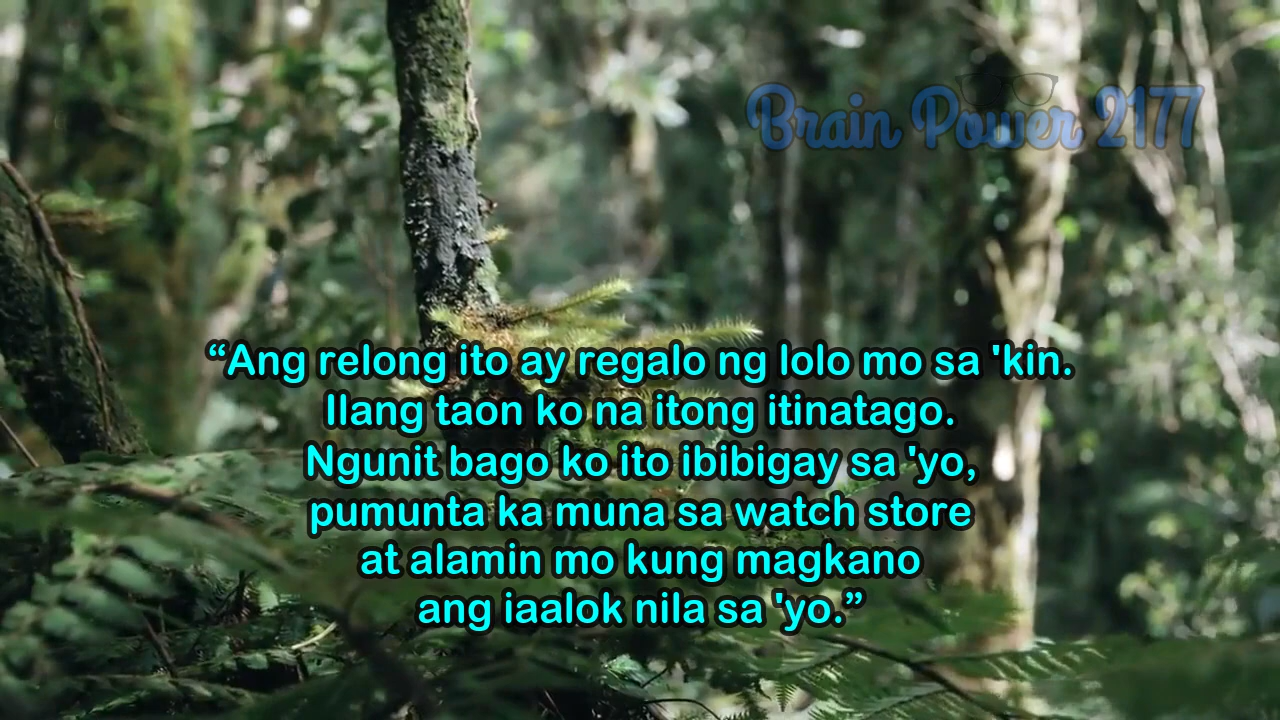 Brain Power 2177
“Ang relong ito ay regalo ng lolo mo sa 'kin.
Ilang taon ko na itong itinatago.
Ngunit bago ko ito ibibigay sa 'yo,
pumunta ka muna sa watch store
at alamin mo kung magkano
ang iaalok nila sa 'yo.”